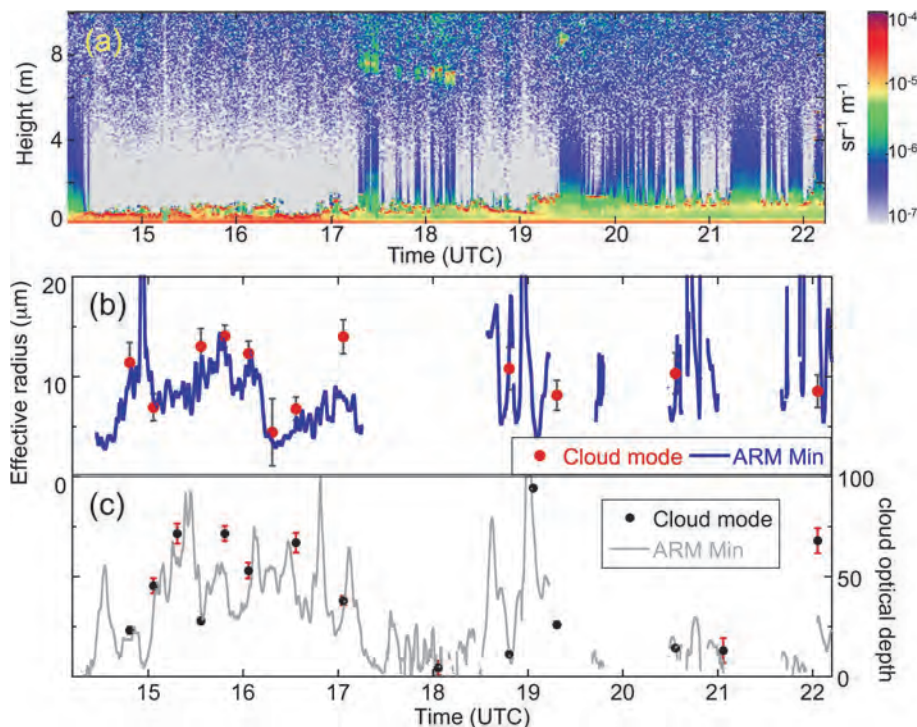 (a)
Height (m)
8
4
0
15 16 17 18 19 20 21 22
Time (UTC)
10⁻⁴
10⁻⁵
10⁻⁶
10⁻⁷
sr⁻¹ m⁻¹
(b)
Effective radius (μm)
20
10
0
Cloud mode ARM Min
(c)
Cloud mode
ARM Min
100
50
0
cloud optical depth
15 16 17 18 19 20 21 22
Time (UTC)